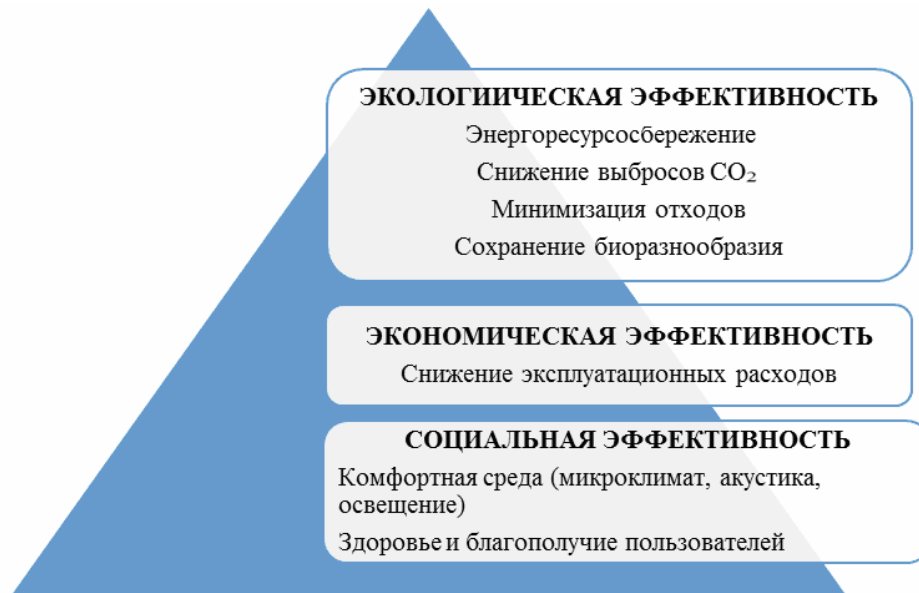 ЭКОЛОГИИЧЕСКАЯ ЭФФЕКТИВНОСТЬ
Энергоресурсосбережение
Снижение выбросов CO₂
Минимизация отходов
Сохранение биоразнообразия
ЭКОНОМИЧЕСКАЯ ЭФФЕКТИВНОСТЬ
Снижение эксплуатационных расходов
СОЦИАЛЬНАЯ ЭФФЕКТИВНОСТЬ
Комфортная среда (микроклимат, акустика,
освещение)
Здоровье и благополучие пользователей